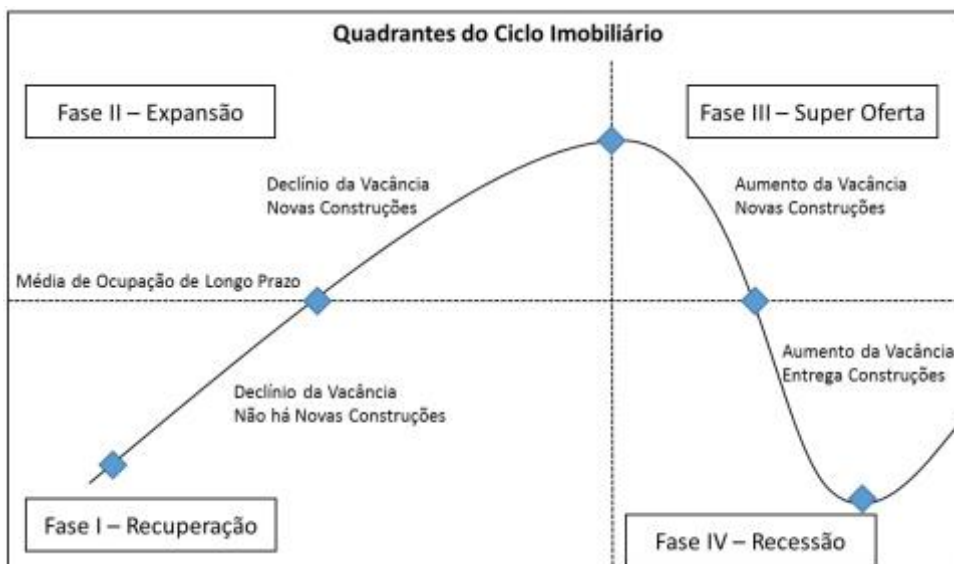 Quadrantes do Ciclo Imobiliário
Fase II – Expansão
Fase III – Super Oferta
Declínio da Vacância
Novas Construções
Aumento da Vacância
Novas Construções
Média de Ocupação de Longo Prazo
Declínio da Vacância
Não há Novas Construções
Aumento da Vacância
Entrega Construções
Fase I – Recuperação
Fase IV – Recessão